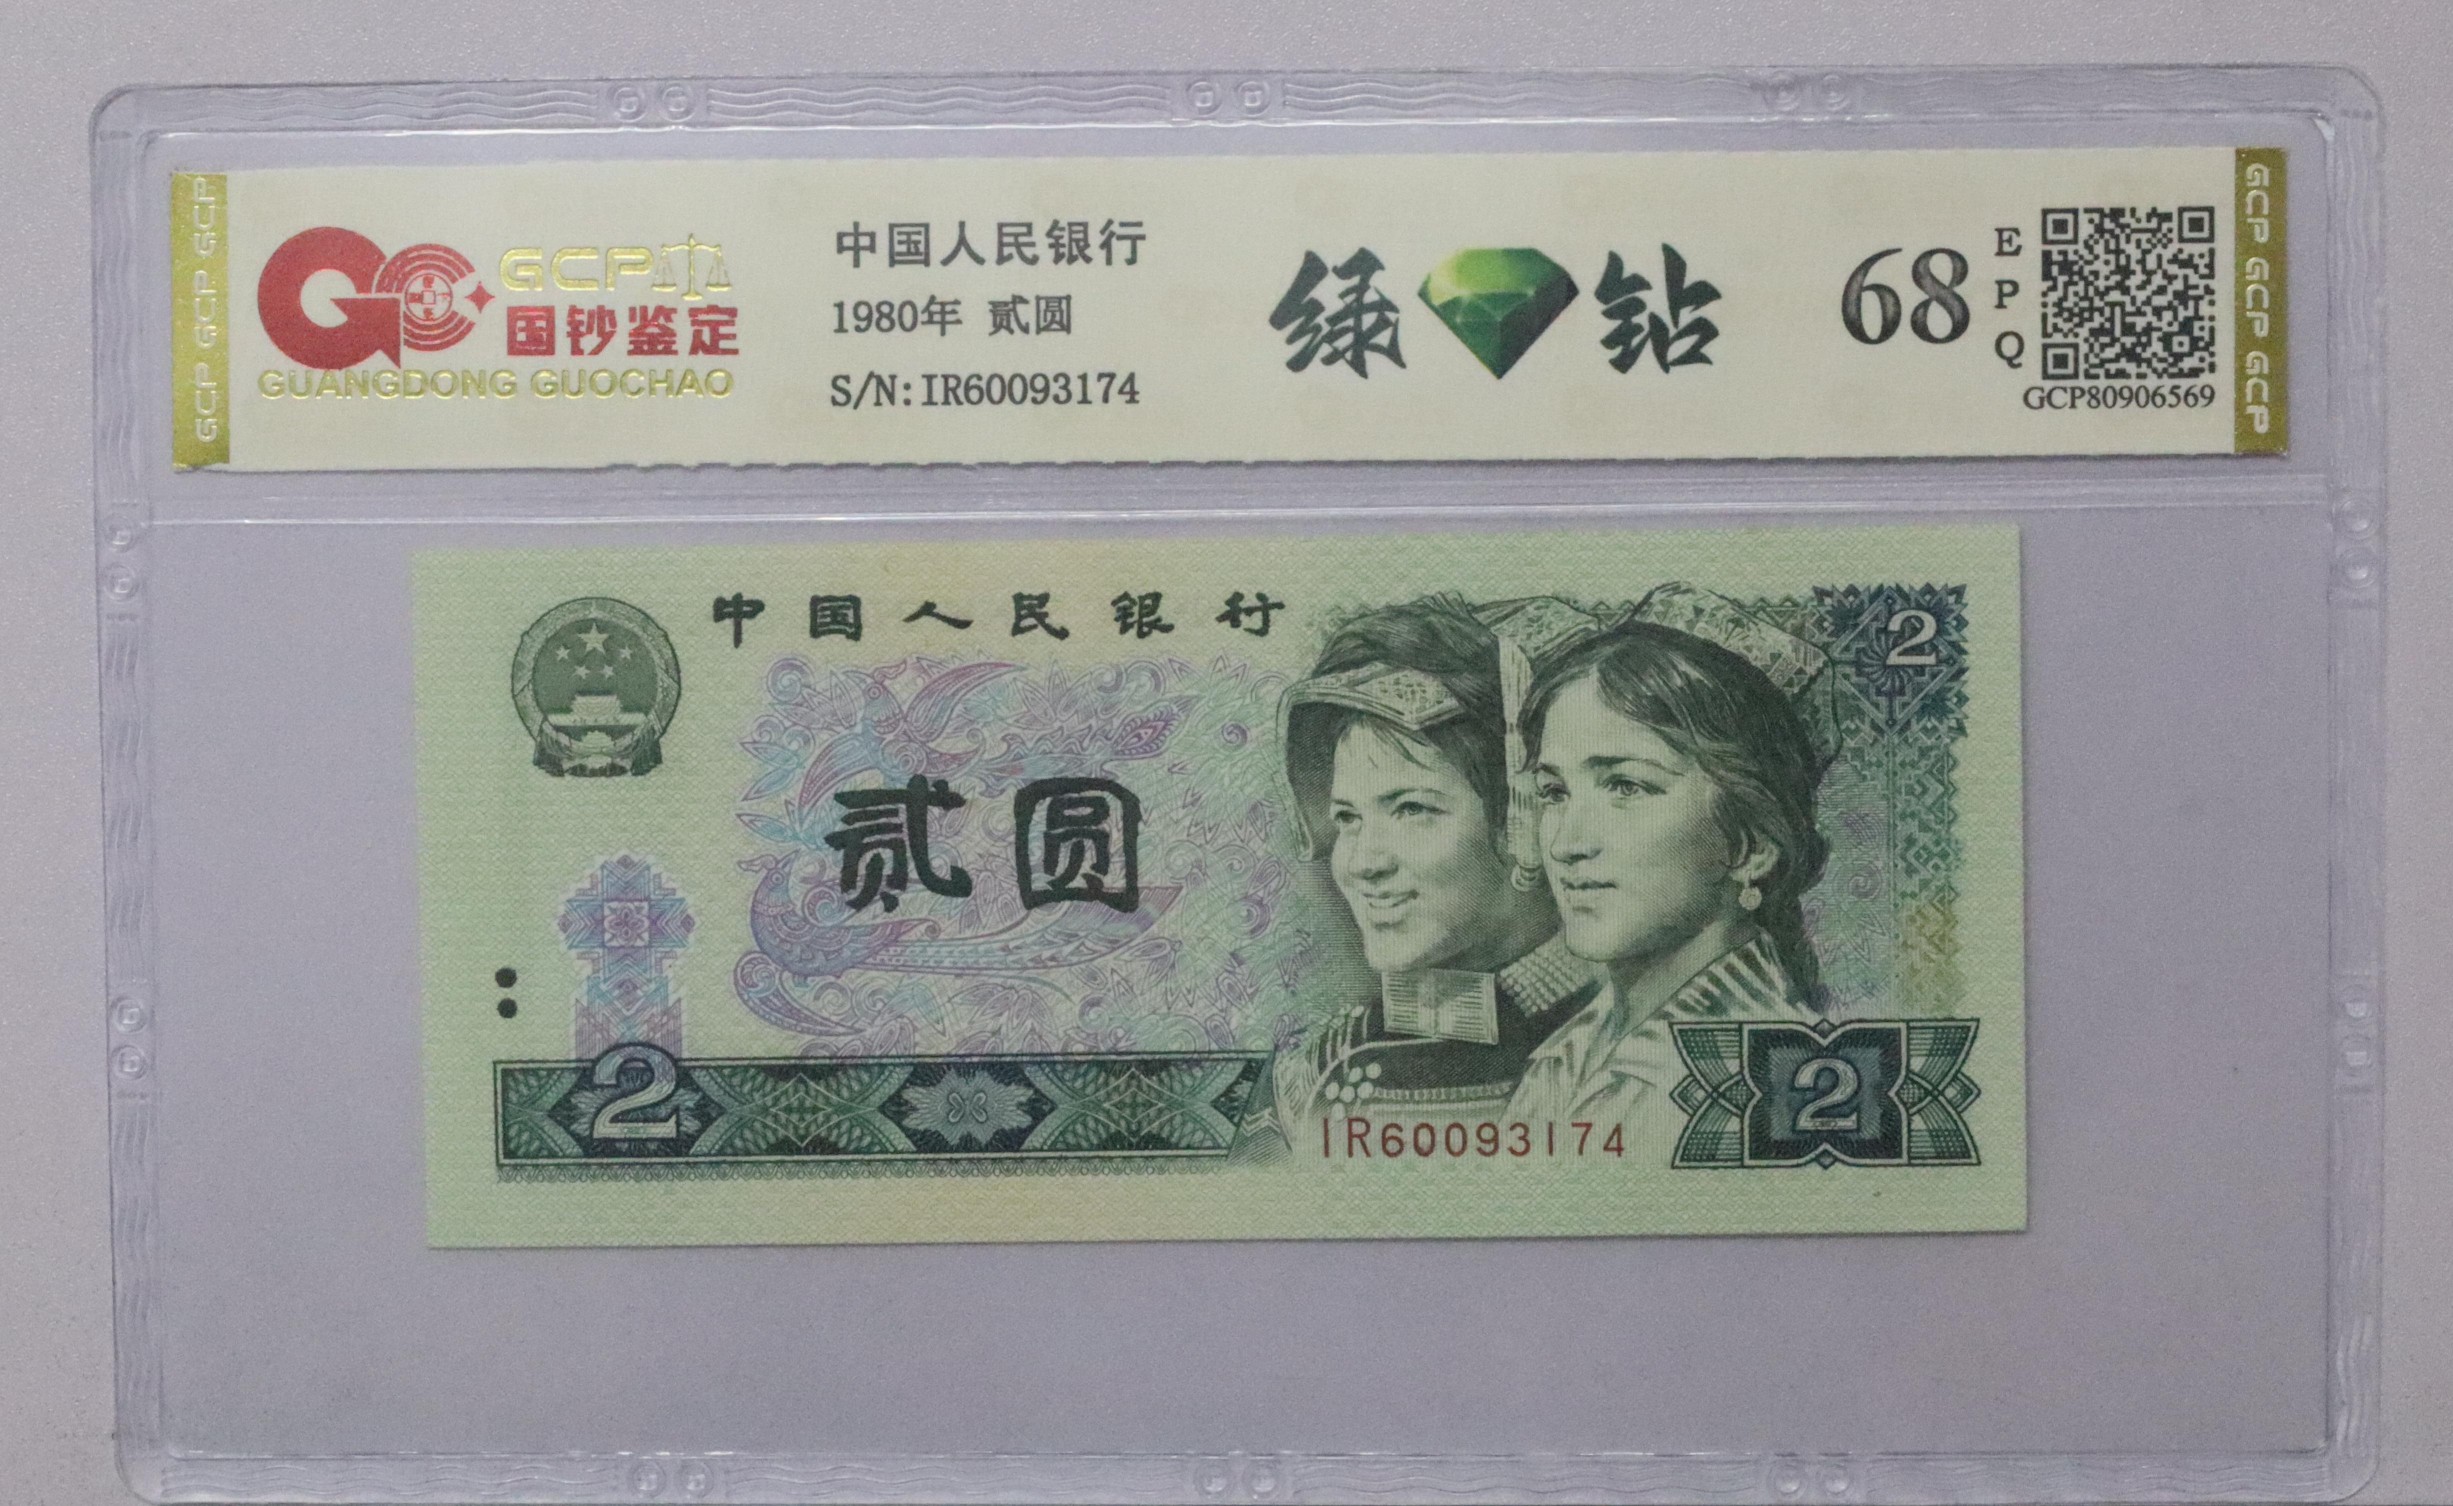 GCP
国钞鉴定
GUANGDONG GUOCHAO
中国人民银行
1980年 贰圆
S/N:IR60093174
绿钻
68
EPQ
GCP80906569
GCP GCP GCP
GCP GCP GCP
中国人民银行
2
贰圆
2
IR60093174
2